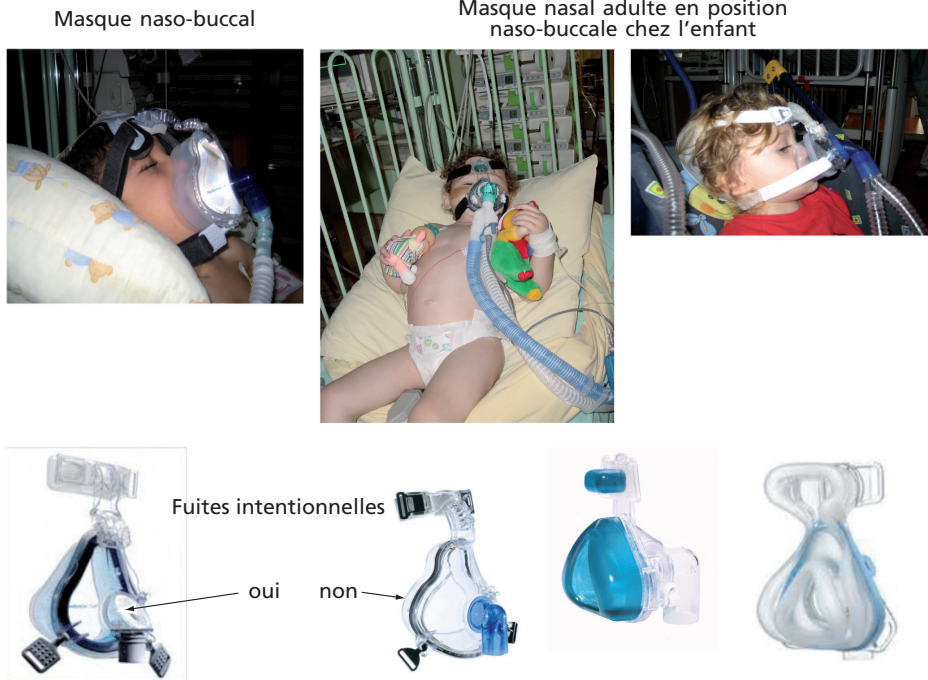 Masque naso-buccal
Masque nasal adulte en position
naso-buccale chez l'enfant
Fuites intentionnelles
oui non